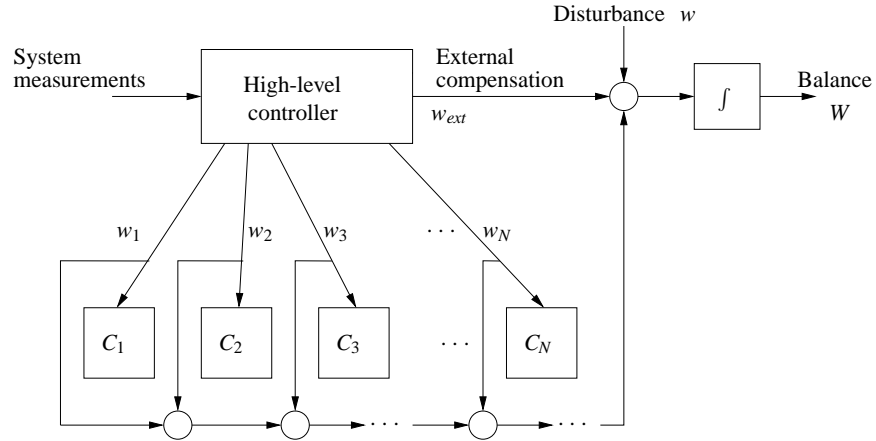 Disturbance w
System
measurements
High-level
controller
External
compensation
w_ext
∫
Balance
W
w_1
w_2
w_3
···
w_N
C_1
C_2
C_3
···
C_N
···
···